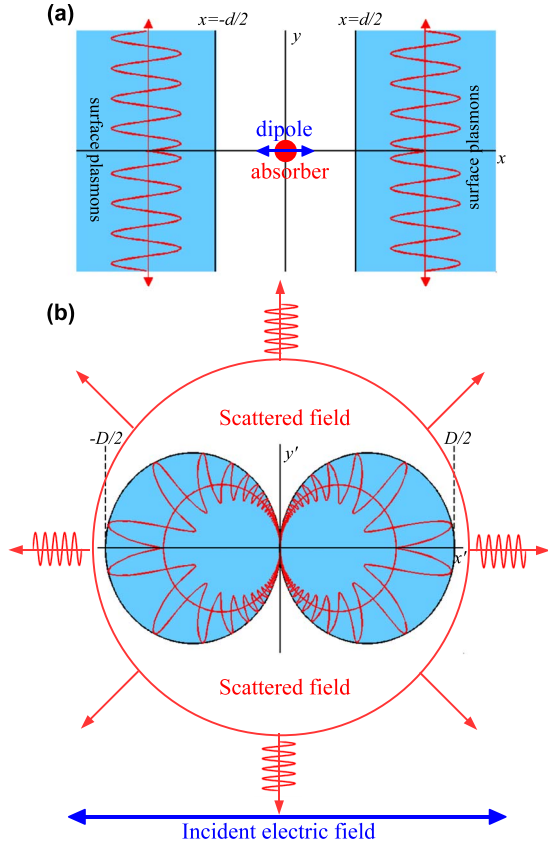 (a)
x=-d/2
x=d/2
y
surface plasmons
dipole
absorber
surface plasmons
x
(b)
Scattered field
-D/2
D/2
y'
x'
Scattered field
Incident electric field